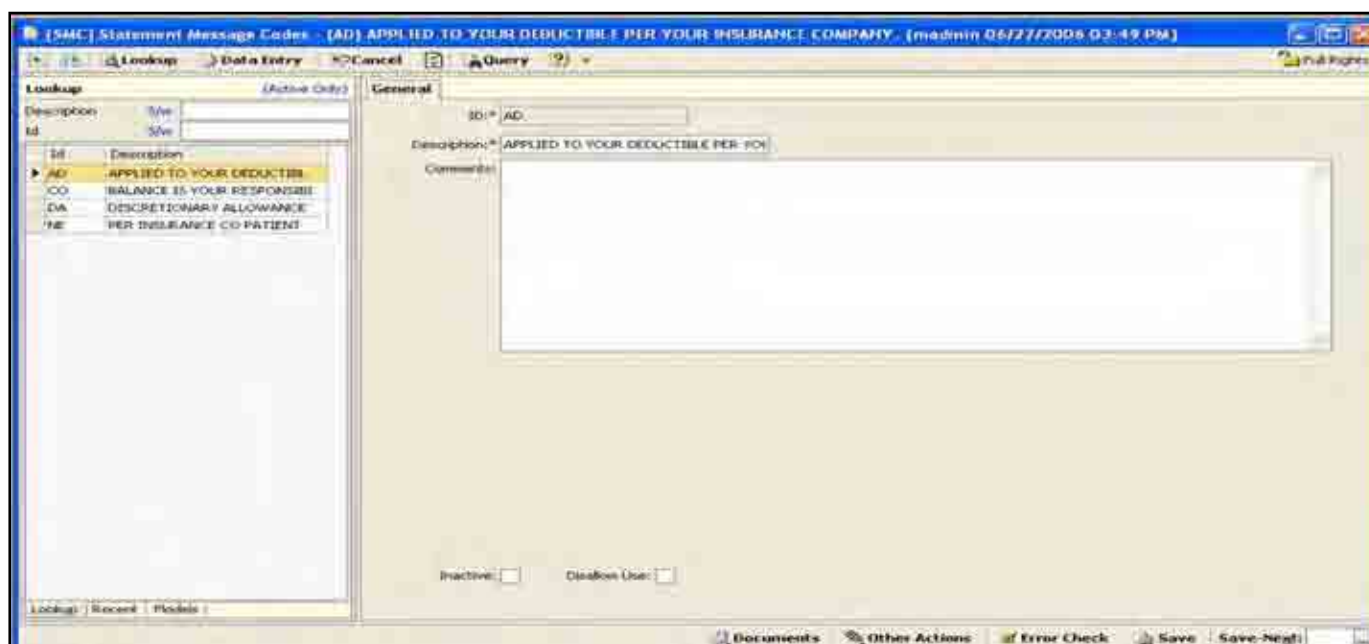 (SMC) Statement Message Codes - (AD) APPLIED TO YOUR DEDUCTIBLE PER YOUR INSURANCE COMPANY. (madmin 06/27/2006 03:49 PM)
Lookup Data Entry Cancel Query Full Rights
Lookup (Active Only) General
Description S/w
Id S/w
ID:* AD
Description:* APPLIED TO YOUR DEDUCTIBLE PER YOU
Comments:
Id Description
AD APPLIED TO YOUR DEDUCTIBL
CO BALANCE IS YOUR RESPONSIBI
DA DISCRETIONARY ALLOWANCE
NE PER INSURANCE CO PATIENT
Inactive: Disallow Use:
Lookup Recent Models
Documents Other Actions Error Check Save Save-Next: